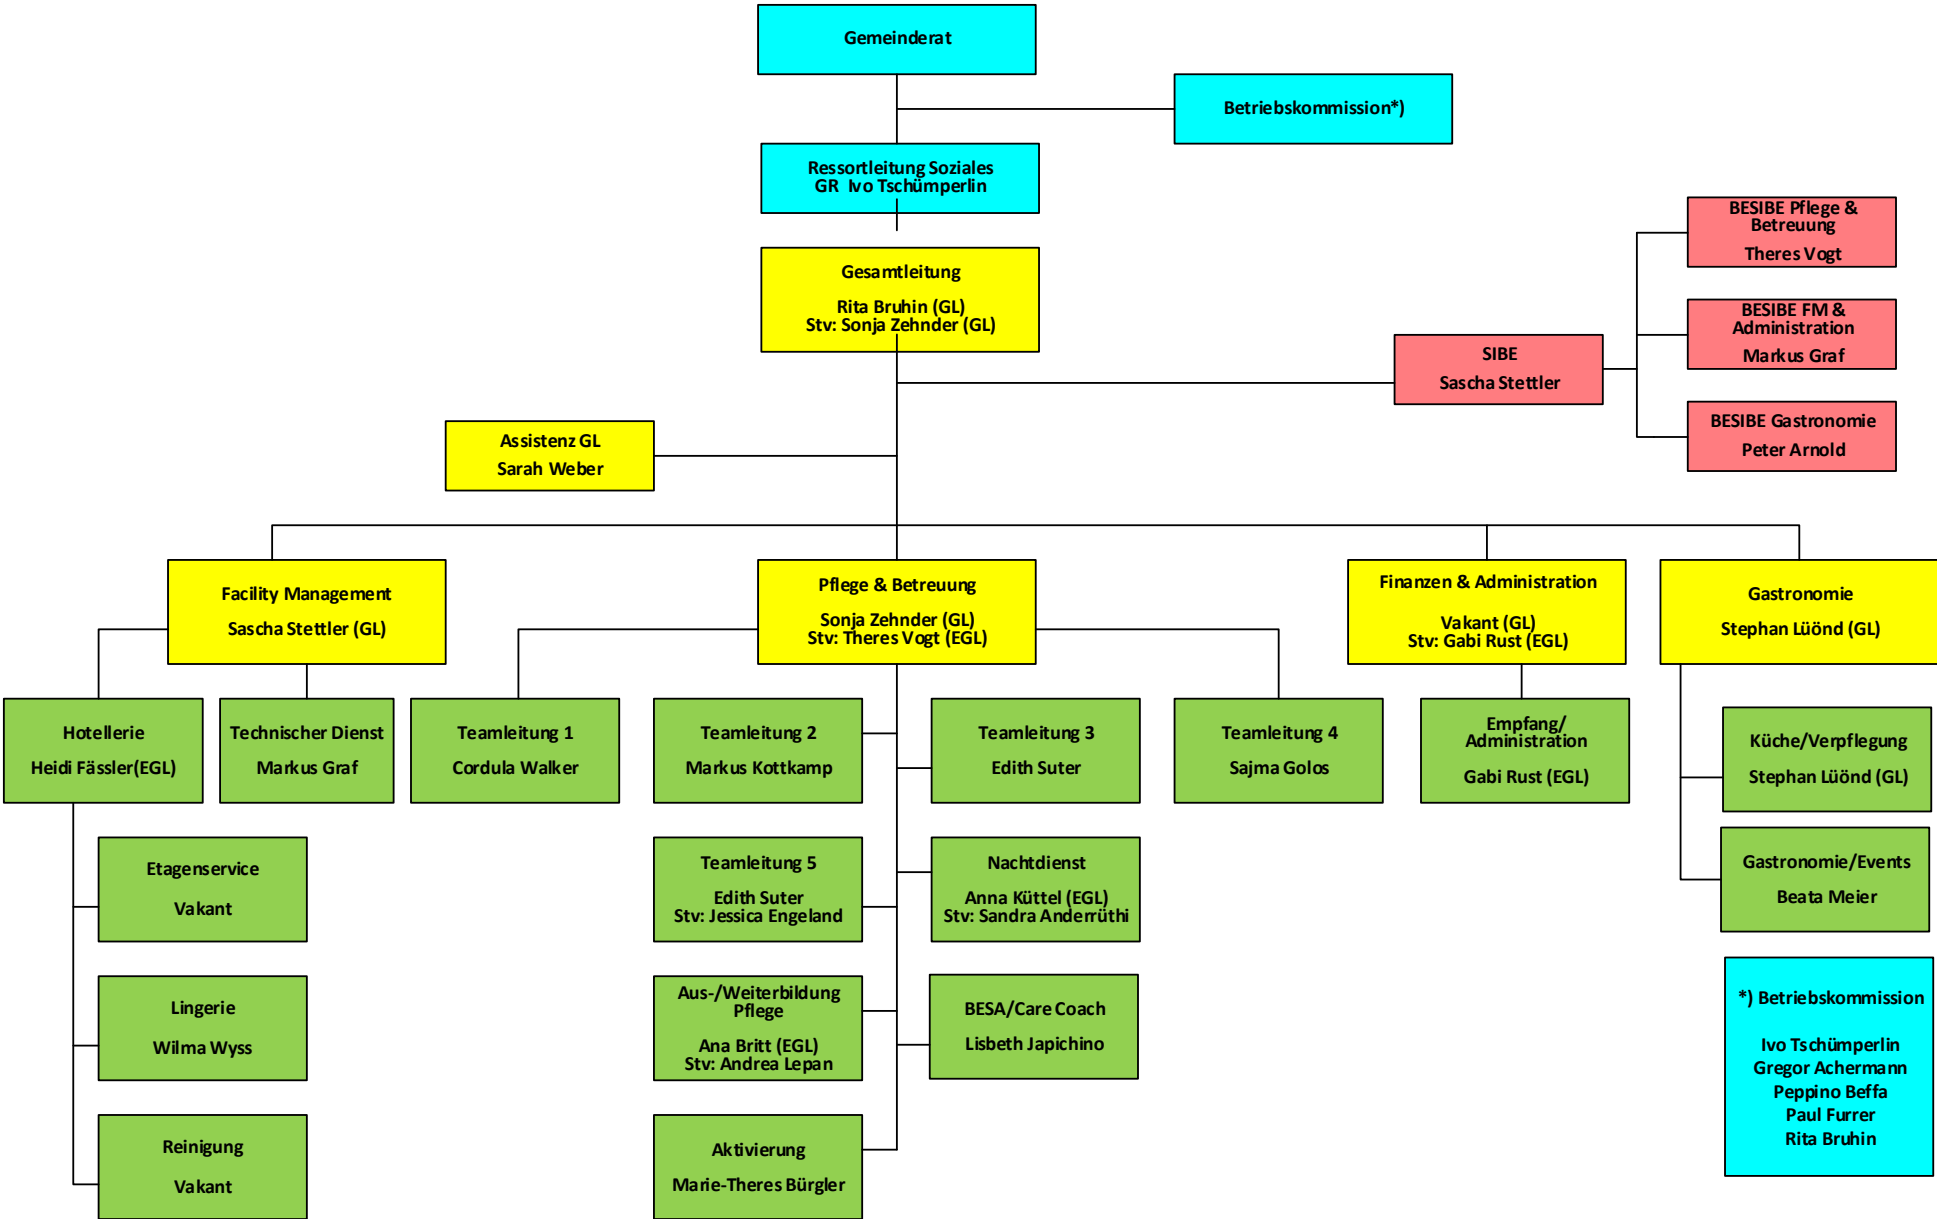 Gemeinderat
Betriebskommission*)
Ressortleitung Soziales
GR  Ivo Tschümperlin
Gesamtleitung
Rita Bruhin (GL)
Stv: Sonja Zehnder (GL)
BESIBE Pflege &
Betreuung
Theres Vogt
BESIBE FM &
Administration
Markus Graf
SIBE
Sascha Stettler
BESIBE Gastronomie
Peter Arnold
Assistenz GL
Sarah Weber
Facility Management
Sascha Stettler (GL)
Pflege & Betreuung
Sonja Zehnder (GL)
Stv: Theres Vogt (EGL)
Finanzen & Administration
Vakant (GL)
Stv: Gabi Rust (EGL)
Gastronomie
Stephan Lüönd (GL)
Hotellerie
Heidi Fässler(EGL)
Technischer Dienst
Markus Graf
Teamleitung 1
Cordula Walker
Teamleitung 2
Markus Kottkamp
Teamleitung 3
Edith Suter
Teamleitung 4
Sajma Golos
Empfang/
Administration
Gabi Rust (EGL)
Küche/Verpflegung
Stephan Lüönd (GL)
Etagenservice
Vakant
Teamleitung 5
Edith Suter
Stv: Jessica Engeland
Nachtdienst
Anna Küttel (EGL)
Stv: Sandra Anderrüthi
Gastronomie/Events
Beata Meier
Lingerie
Wilma Wyss
Aus-/Weiterbildung
Pflege
Ana Britt (EGL)
Stv: Andrea Lepan
BESA/Care Coach
Lisbeth Japichino
Reinigung
Vakant
Aktivierung
Marie-Theres Bürgler
*) Betriebskommission
Ivo Tschümperlin
Gregor Achermann
Peppino Beffa
Paul Furrer
Rita Bruhin